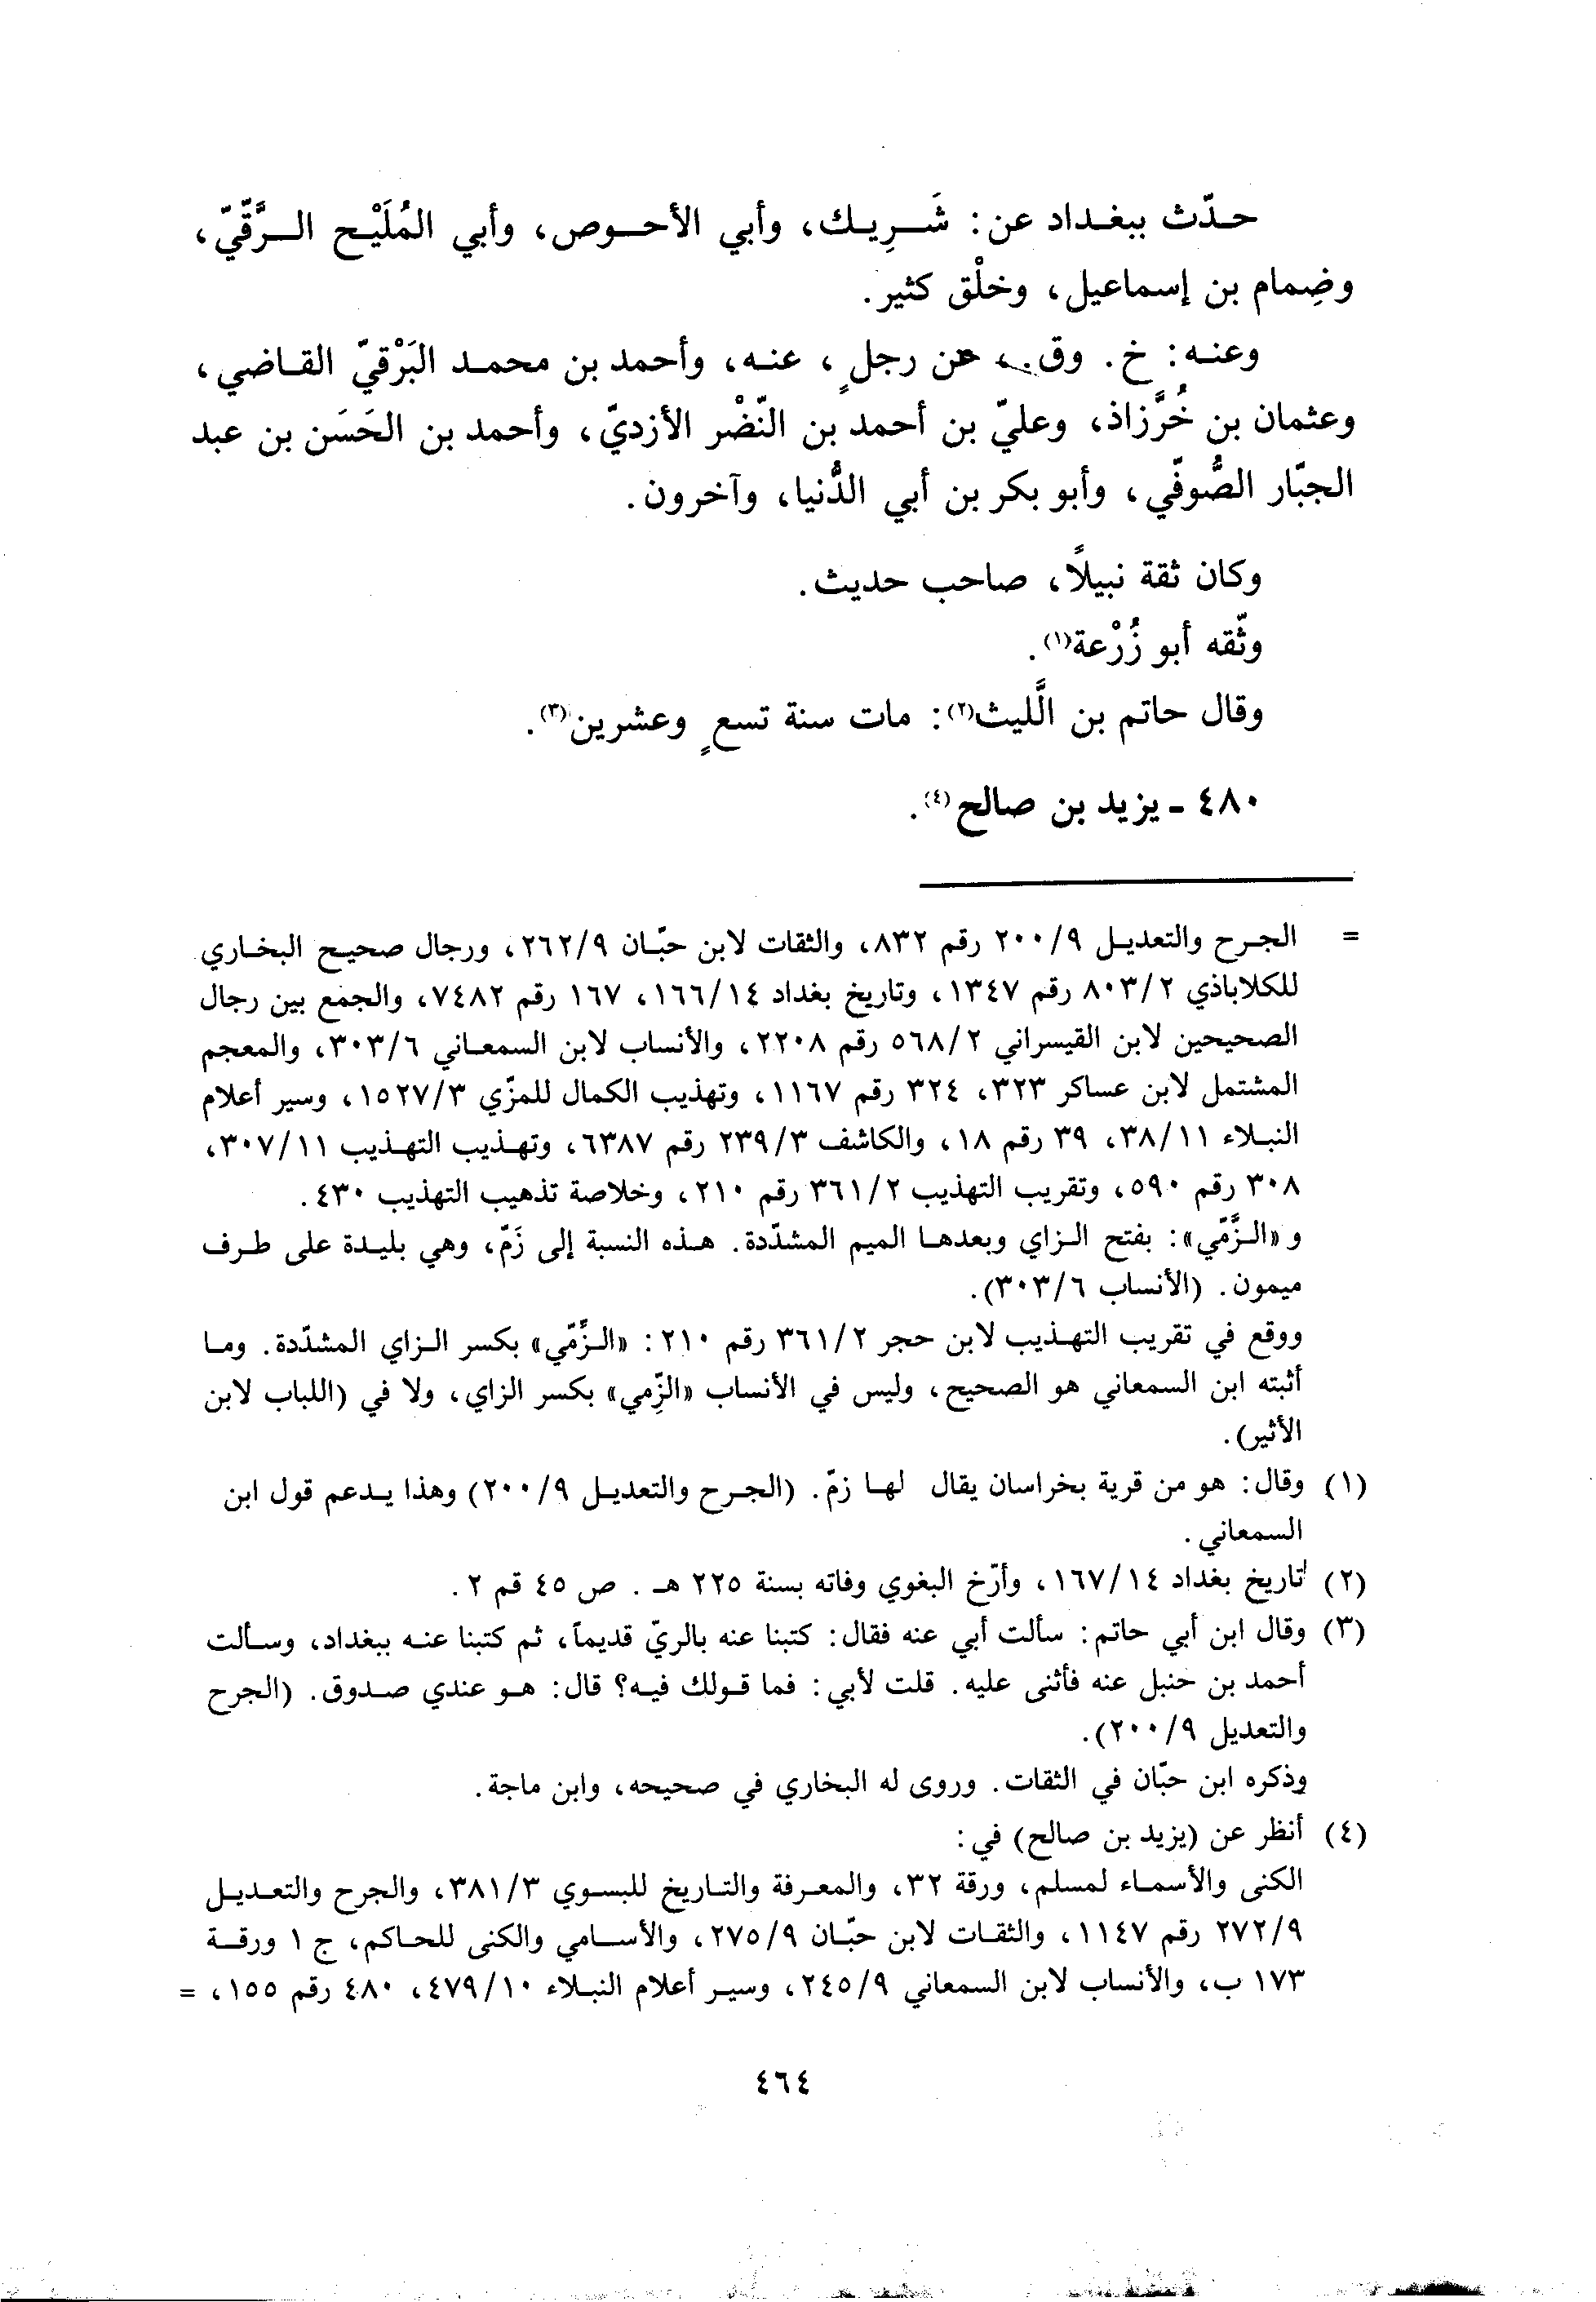 حدّث ببغداد عن: شَرِيك، وأبي الأحوص، وأبي المُلَيْح الرَّقّيّ،
وضِمام بن إسماعيل، وخلْق كثير.
وعنه: خ. وق.، عن رجلٍ، عنه، وأحمد بن محمد البَرْقيّ القاضي،
وعثمان بن خُرَّزاذ، وعليّ بن أحمد بن النّضْر الأزديّ، وأحمد بن الحَسَن بن عبد
الجبّار الصُّوفّي، وأبو بكر بن أبي الدُّنيا، وآخرون.
وكان ثقة نبيلاً، صاحب حديث.
وثّقه أبو زُرْعة(١).
وقال حاتم بن الَّليث(٢): مات سنة تسعٍ وعشرين(٣).
٤٨٠ - يزيد بن صالح(٤).
= الجرح والتعديل ٢٠٠/٩ رقم ٨٣٢، والثقات لابن حبّان ٢٦٢/٩، ورجال صحيح البخاري
للكلاباذي ٨٠٣/٢ رقم ١٣٤٧، وتاريخ بغداد ١٦٦/١٤، ١٦٧ رقم ٧٤٨٢، والجمع بين رجال
الصحيحين لابن القيسراني ٥٦٨/٢ رقم ٢٢٠٨، والأنساب لابن السمعاني ٣٠٣/٦، والمعجم
المشتمل لابن عساكر ٣٢٣، ٣٢٤ رقم ١١٦٧، وتهذيب الكمال للمزّي ١٥٢٧/٣، وسير أعلام
النبلاء ٣٨/١١، ٣٩ رقم ١٨، والكاشف ٢٣٩/٣ رقم ٦٣٨٧، وتهذيب التهذيب ٣٠٧/١١،
٣٠٨ رقم ٥٩٠، وتقريب التهذيب ٣٦١/٢ رقم ٢١٠، وخلاصة تذهيب التهذيب ٤٣٠.
و«الزَّمّي»: بفتح الزاي وبعدها الميم المشدّدة. هذه النسبة إلى زَمّ، وهي بليدة على طرف
ميمون. (الأنساب ٣٠٣/٦).
ووقع في تقريب التهذيب لابن حجر ٣٦١/٢ رقم ٢١٠: «الزِّمّي» بكسر الزاي المشدّدة. وما
أثبته ابن السمعاني هو الصحيح، وليس في الأنساب «الزِّمي» بكسر الزاي، ولا في (اللباب لابن
الأثير).
(١) وقال: هو من قرية بخراسان يقال لها زمّ. (الجرح والتعديل ٢٠٠/٩) وهذا يدعم قول ابن
السمعاني.
(٢) تاريخ بغداد ١٦٧/١٤، وأرّخ البغوي وفاته بسنة ٢٢٥ هـ. ص ٤٥ قم ٢.
(٣) وقال ابن أبي حاتم: سألت أبي عنه فقال: كتبنا عنه بالريّ قديماً، ثم كتبنا عنه ببغداد، وسألت
أحمد بن حنبل عنه فأثنى عليه. قلت لأبي: فما قولك فيه؟ قال: هو عندي صدوق. (الجرح
والتعديل ٢٠٠/٩).
وذكره ابن حبّان في الثقات. وروى له البخاري في صحيحه، وابن ماجة.
(٤) أنظر عن (يزيد بن صالح) في:
الكنى والأسماء لمسلم، ورقة ٣٢، والمعرفة والتاريخ للبسوي ٣٨١/٣، والجرح والتعديل
٢٧٢/٩ رقم ١١٤٧، والثقات لابن حبّان ٢٧٥/٩، والأسامي والكنى للحاكم، ج ١ ورقة
١٧٣ ب، والأنساب لابن السمعاني ٢٤٥/٩، وسير أعلام النبلاء ٤٧٩/١٠، ٤٨٠ رقم ١٥٥، =
٤٦٤